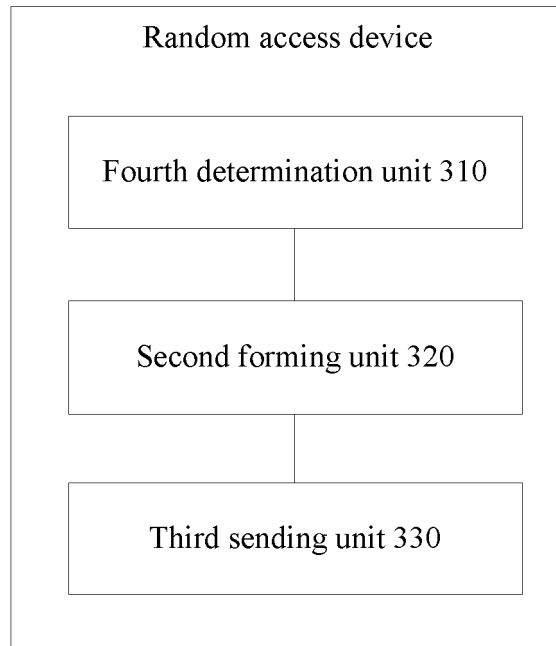 Random access device
Fourth determination unit 310
Second forming unit 320
Third sending unit 330